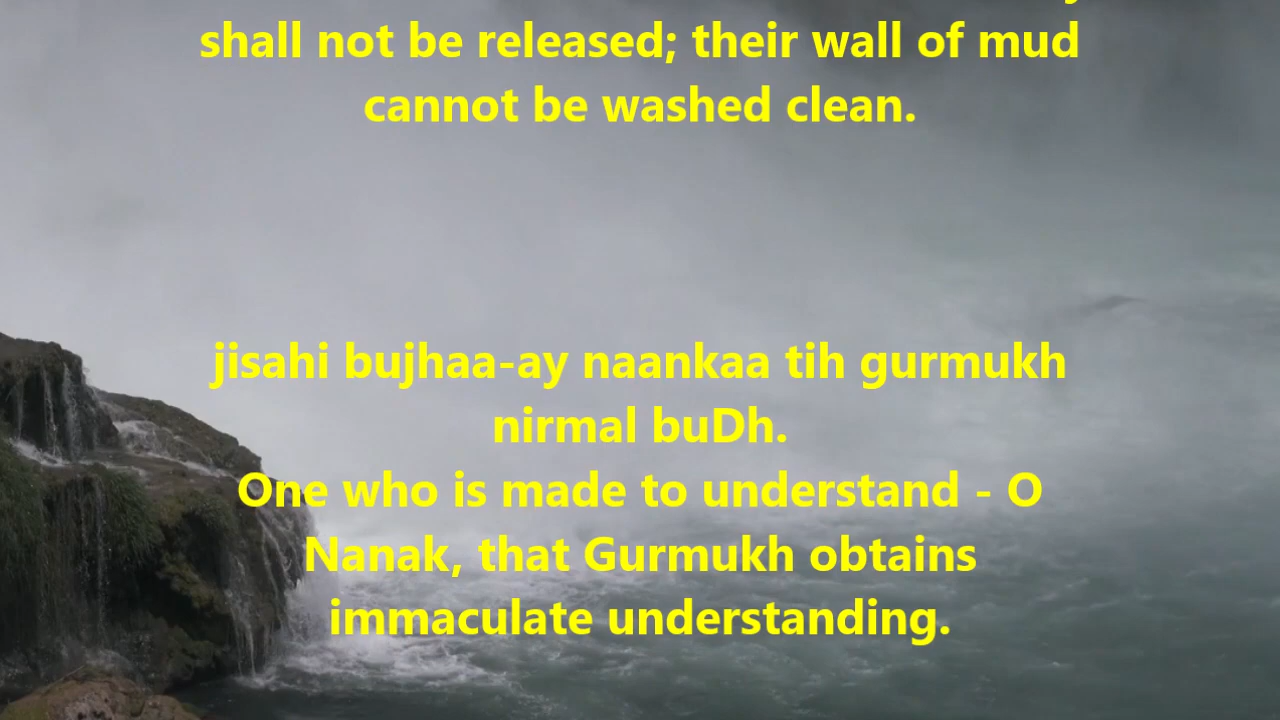 shall not be released; their wall of mud
cannot be washed clean.
jisahi bujhaa-ay naankaa tih gurmukh
nirmal buDh.
One who is made to understand - O
Nanak, that Gurmukh obtains
immaculate understanding.